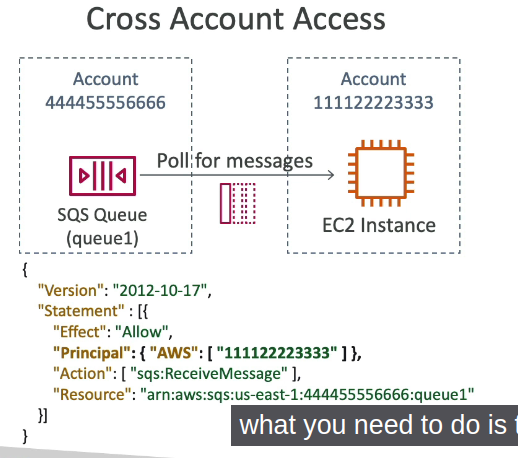 Cross Account Access
Account
444455556666
Account
111122223333
Poll for messages
SQS Queue
(queue1)
EC2 Instance
{
"Version": "2012-10-17",
"Statement" : [{
"Effect": "Allow",
"Principal": { "AWS": [ "111122223333" ] },
"Action": [ "sqs:ReceiveMessage" ],
"Resource": "arn:aws:sqs:us-east-1:444455556666:queue1"
}]
}
what you need to do is